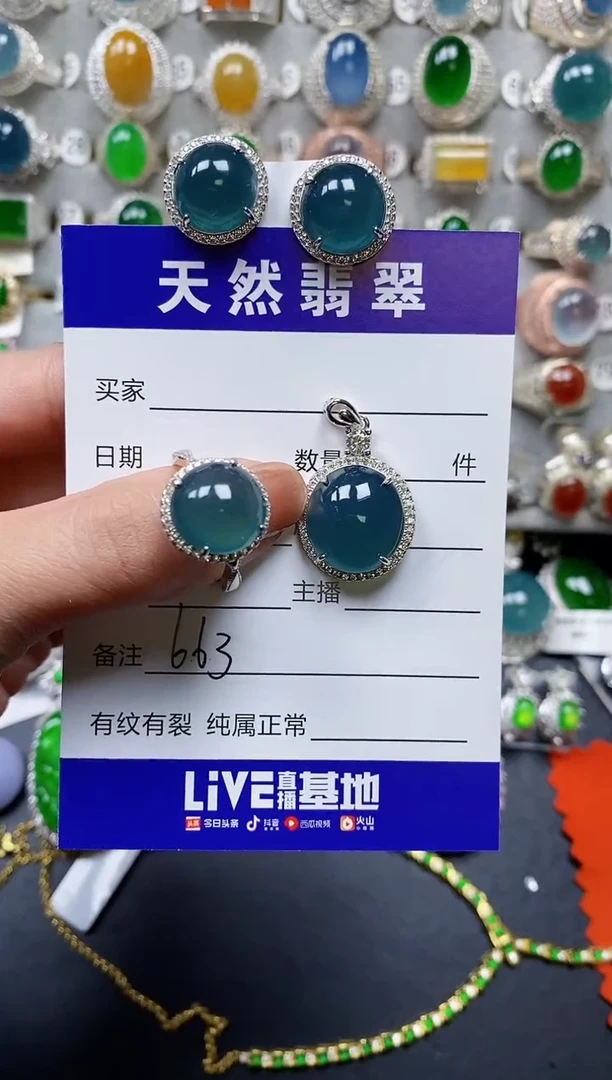 天然翡翠
买家
日期 数量 件
主播
备注 663
有纹有裂 纯属正常
LiVE直播基地
头条 今日头条 抖音 西瓜视频 火山